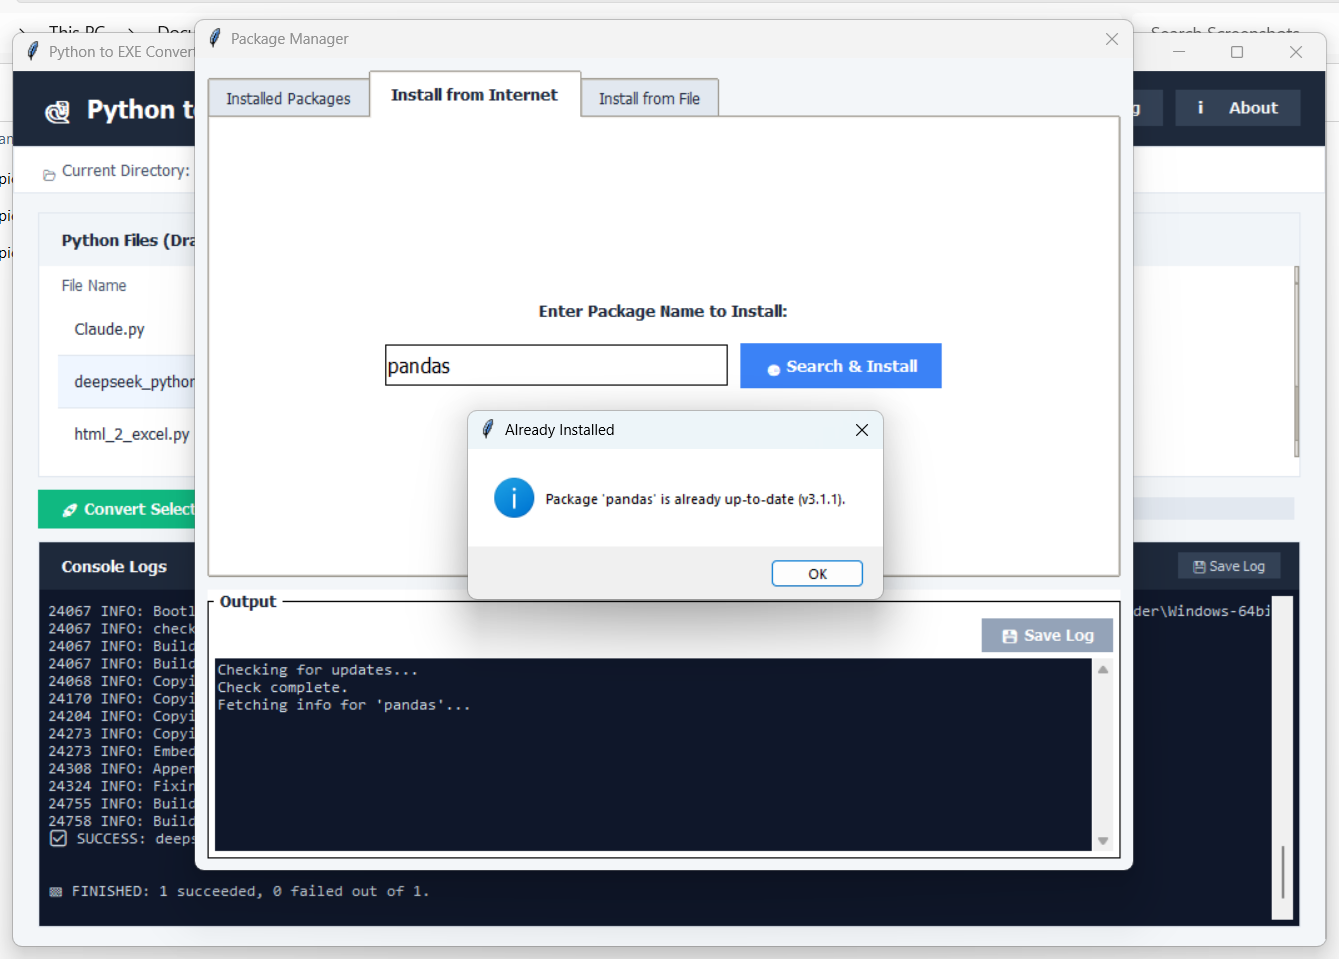 This PC
Search Screenshots
Python to EXE Conver
Package Manager
Python t
About
Installed Packages
Install from Internet
Install from File
Current Directory:
Python Files (Dra
File Name
Claude.py
deepseek_python
html_2_excel.py
Enter Package Name to Install:
pandas
Search & Install
Already Installed
Package 'pandas' is already up-to-date (v3.1.1).
OK
Convert Select
Console Logs
Save Log
24067 INFO: Bootl
der\Windows-64bi
24067 INFO: check
24067 INFO: Build
24067 INFO: Build
24068 INFO: Copyi
24170 INFO: Copyi
24204 INFO: Copyi
24273 INFO: Copyi
24273 INFO: Embed
24308 INFO: Appen
24324 INFO: Fixin
24755 INFO: Build
24758 INFO: Build
SUCCESS: deeps
FINISHED: 1 succeeded, 0 failed out of 1.
Output
Save Log
Checking for updates...
Check complete.
Fetching info for 'pandas'...